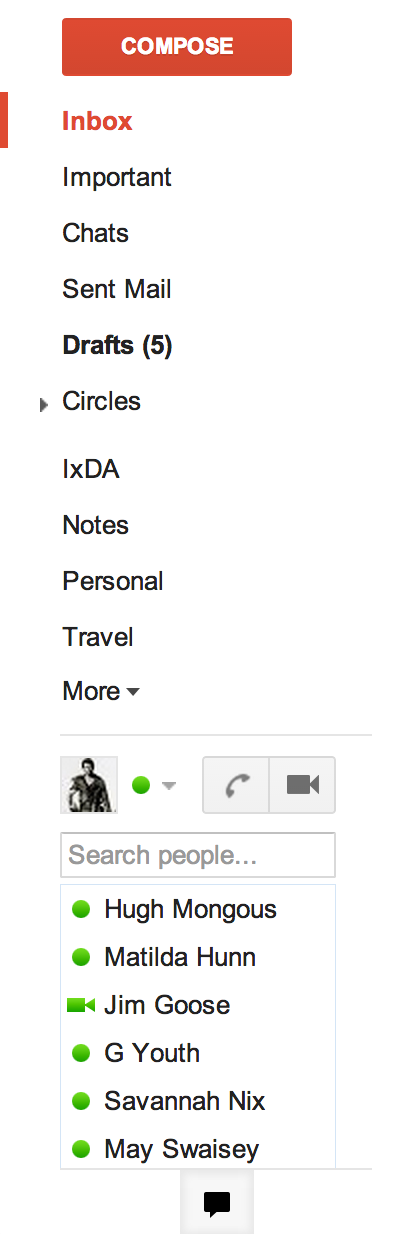 COMPOSE
Inbox
Important
Chats
Sent Mail
Drafts (5)
Circles
IxDA
Notes
Personal
Travel
More
Search people...
Hugh Mongous
Matilda Hunn
Jim Goose
G Youth
Savannah Nix
May Swaisey